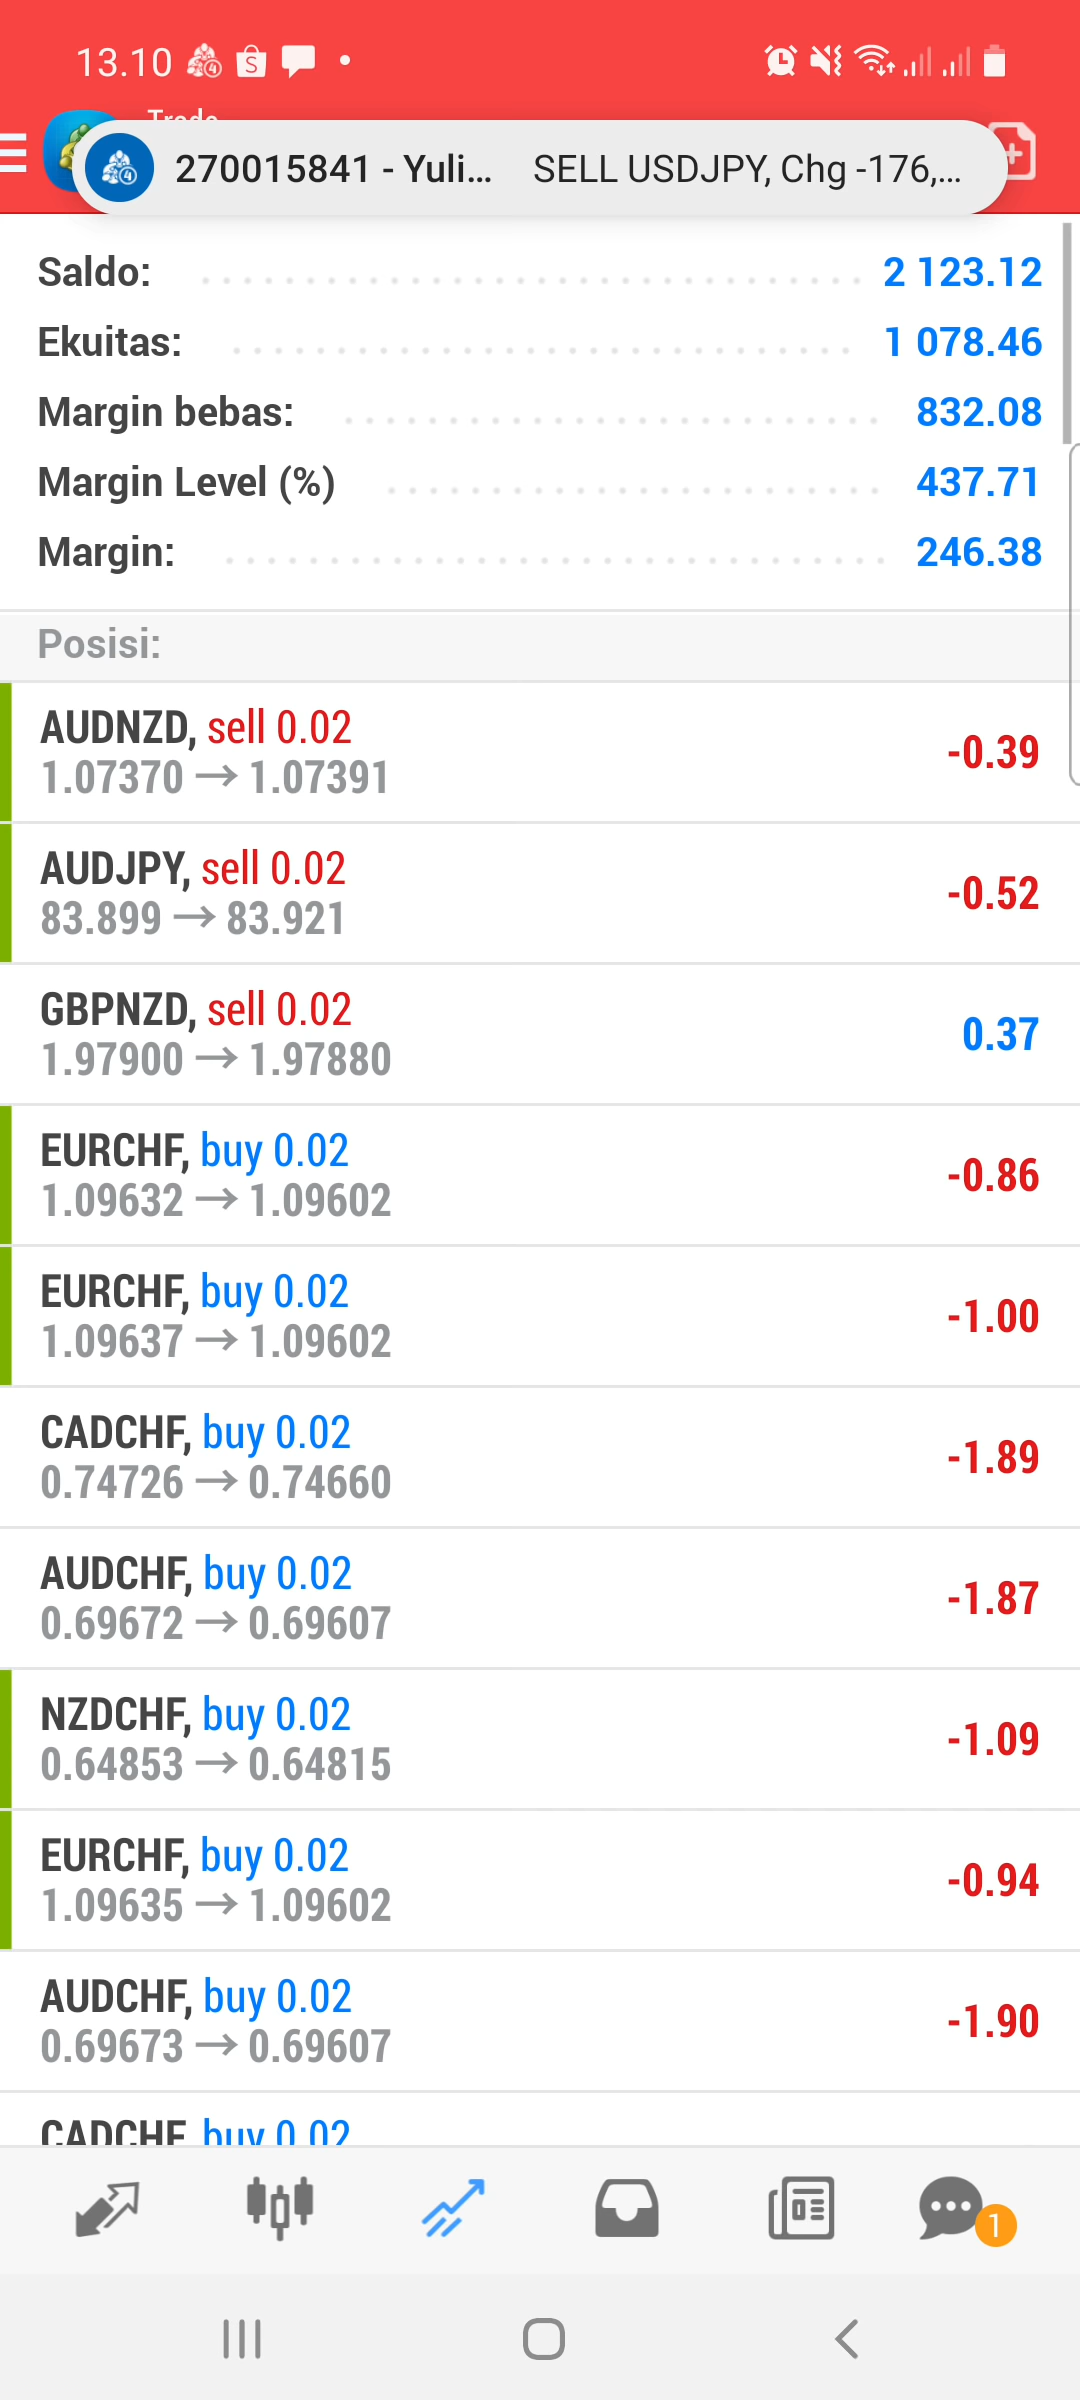 13.10
Trade
270015841 - Yuli... SELL USDJPY, Chg -176,...
Saldo: 2 123.12
Ekuitas: 1 078.46
Margin bebas: 832.08
Margin Level (%) 437.71
Margin: 246.38
Posisi:
AUDNZD, sell 0.02
1.07370 → 1.07391
-0.39
AUDJPY, sell 0.02
83.899 → 83.921
-0.52
GBPNZD, sell 0.02
1.97900 → 1.97880
0.37
EURCHF, buy 0.02
1.09632 → 1.09602
-0.86
EURCHF, buy 0.02
1.09637 → 1.09602
-1.00
CADCHF, buy 0.02
0.74726 → 0.74660
-1.89
AUDCHF, buy 0.02
0.69672 → 0.69607
-1.87
NZDCHF, buy 0.02
0.64853 → 0.64815
-1.09
EURCHF, buy 0.02
1.09635 → 1.09602
-0.94
AUDCHF, buy 0.02
0.69673 → 0.69607
-1.90
CADCHF buy 0.02
1